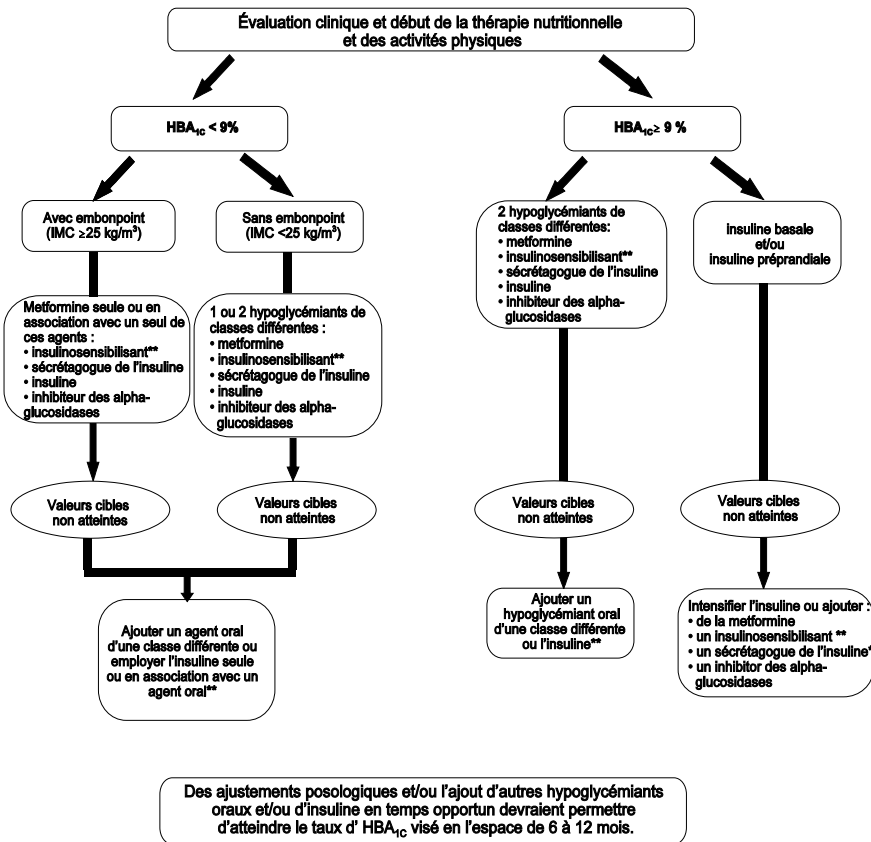 Évaluation clinique et début de la thérapie nutritionnelle
et des activités physiques
HBA1C < 9%
HBA1C ≥ 9 %
Avec embonpoint
(IMC ≥25 kg/m³)
Sans embonpoint
(IMC <25 kg/m³)
2 hypoglycémiants de
classes différentes:
• metformine
• insulinosensibilisant**
• sécrétagogue de l'insuline
• insuline
• inhibiteur des alpha-
glucosidases
insuline basale
et/ou
insuline préprandiale
Metformine seule ou en
association avec un seul de
ces agents :
• insulinosensibilisant**
• sécrétagogue de l'insuline
• insuline
• inhibiteur des alpha-
glucosidases
1 ou 2 hypoglycémiants de
classes différentes :
• metformine
• insulinosensibilisant**
• sécrétagogue de l'insuline
• insuline
• inhibiteur des alpha-
glucosidases
Valeurs cibles
non atteintes
Valeurs cibles
non atteintes
Valeurs cibles
non atteintes
Valeurs cibles
non atteintes
Ajouter un agent oral
d'une classe différente ou
employer l'insuline seule
ou en association avec un
agent oral**
Ajouter un
hypoglycémiant oral
d'une classe différente
ou l'insuline**
Intensifier l'insuline ou ajouter :
• de la metformine
• un insulinosensibilisant **
• un sécrétagogue de l'insuline*
• un inhibitor des alpha-
glucosidases
Des ajustements posologiques et/ou l'ajout d'autres hypoglycémiants
oraux et/ou d'insuline en temps opportun devraient permettre
d'atteindre le taux d' HBA1C visé en l'espace de 6 à 12 mois.